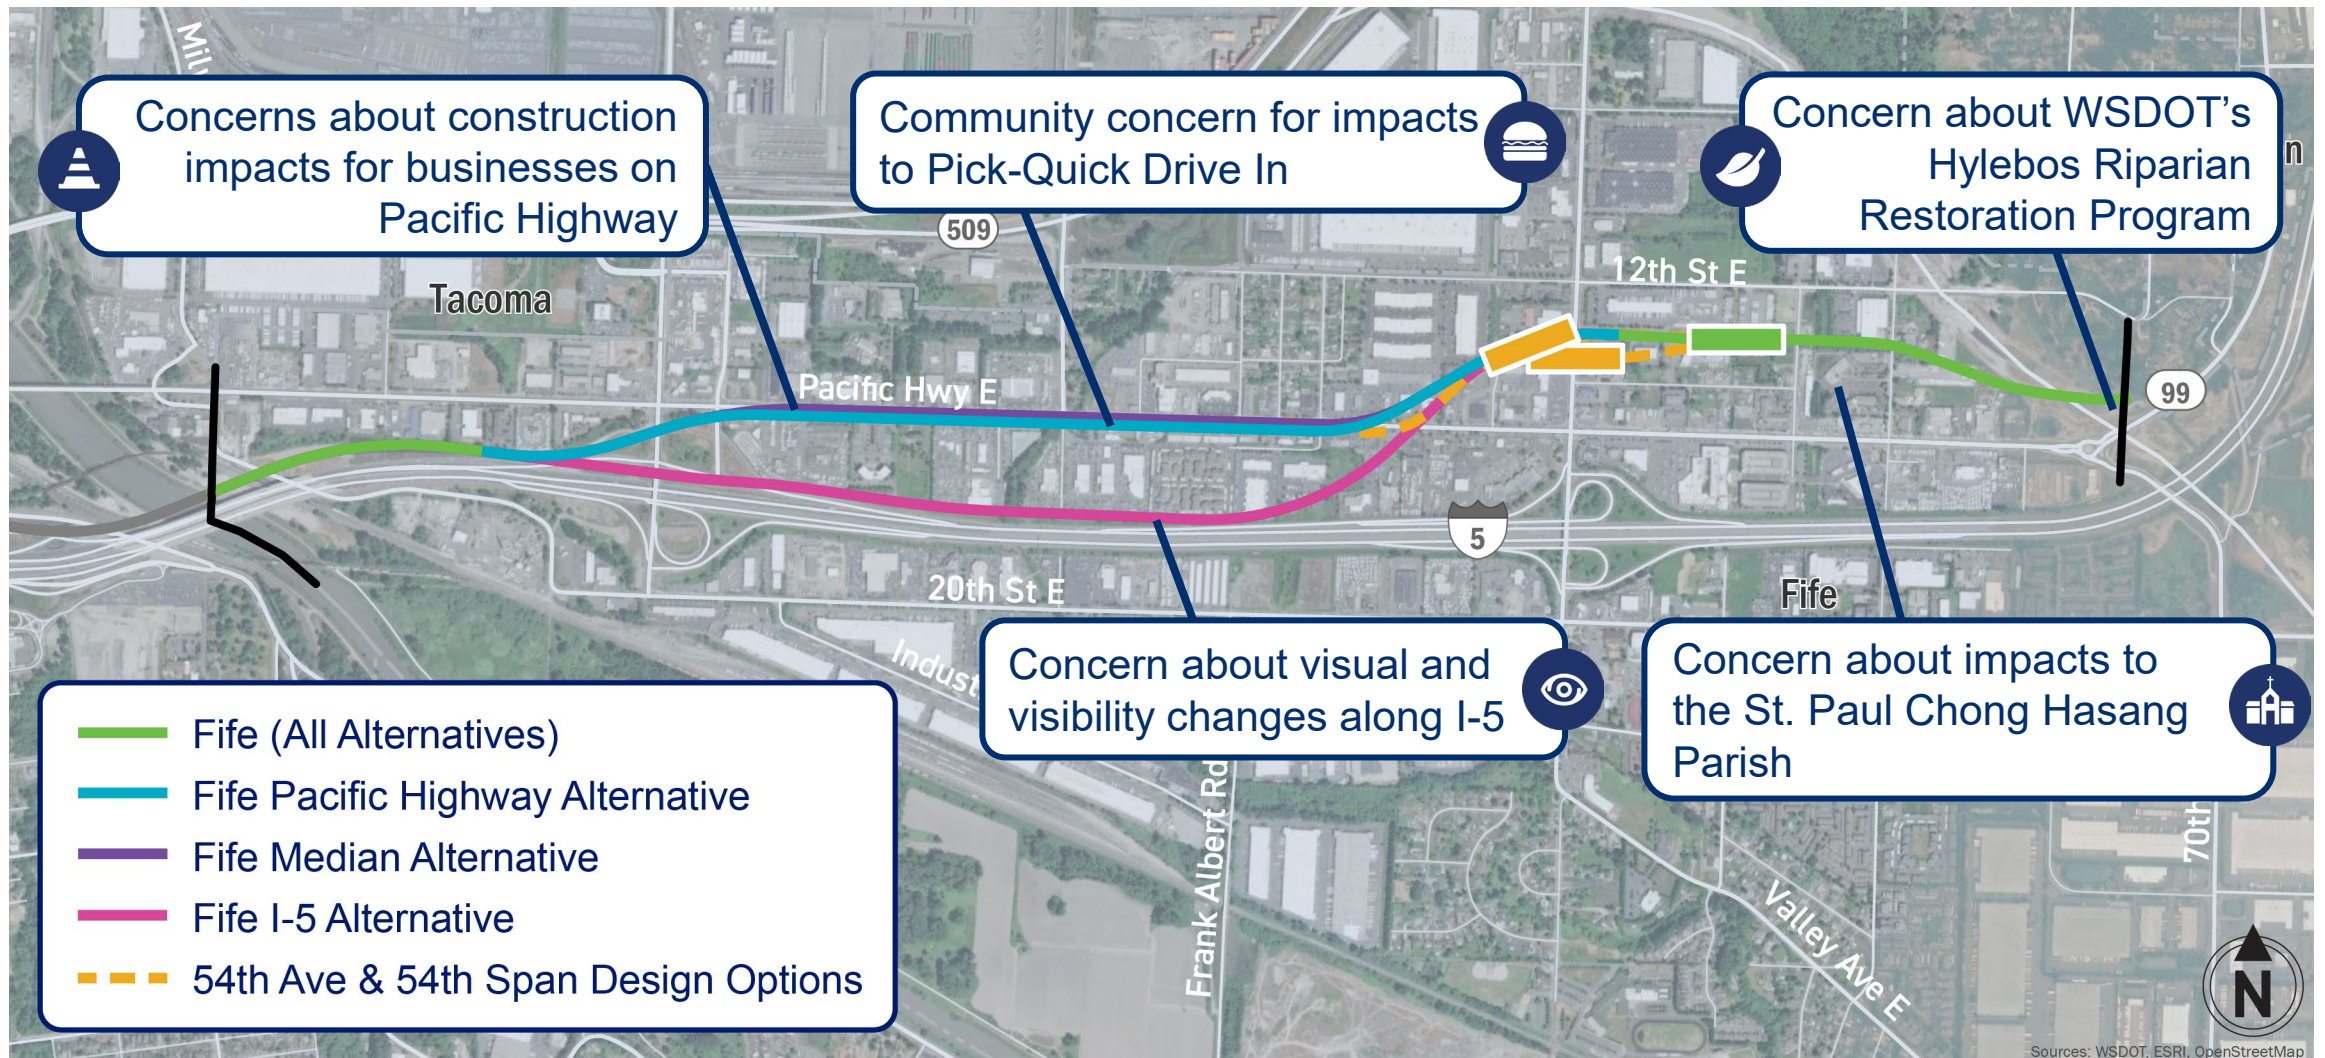 Mil
Concerns about construction
impacts for businesses on
Pacific Highway
Community concern for impacts
to Pick-Quick Drive In
Concern about WSDOT's
Hylebos Riparian
Restoration Program
n
509
12th St E
Tacoma
Pacific Hwy E
99
5
20th St E
Fife
Indust
Concern about visual and
visibility changes along I-5
Concern about impacts to
the St. Paul Chong Hasang
Parish
Fife (All Alternatives)
Fife Pacific Highway Alternative
Fife Median Alternative
Fife I-5 Alternative
54th Ave & 54th Span Design Options
Frank Albert Rd
70th
Valley Ave E
N
Sources: WSDOT, ESRI, OpenStreetMap